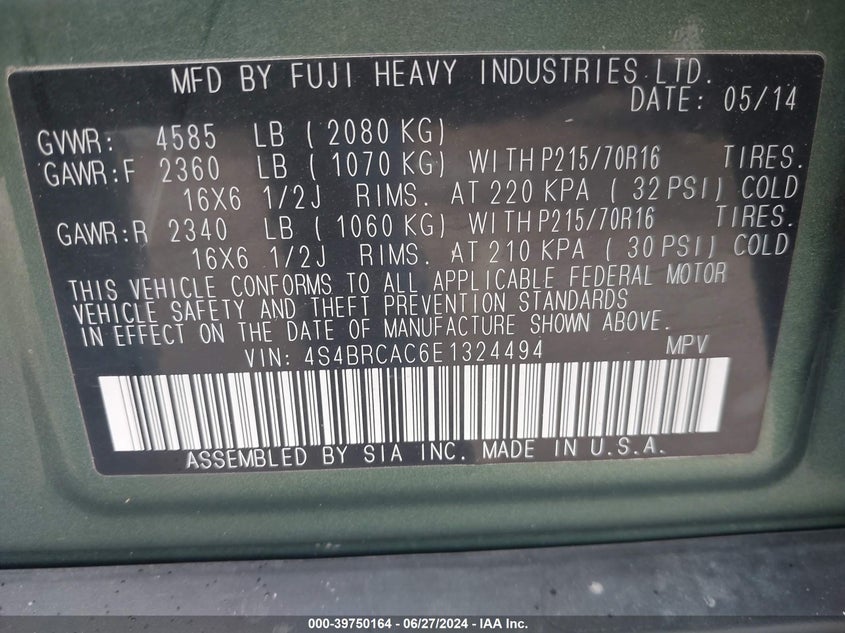 MFD BY FUJI HEAVY INDUSTRIES LTD.
DATE: 05/14
GVWR: 4585 LB ( 2080 KG)
GAWR:F 2360 LB ( 1070 KG) WITH P215/70R16 TIRES.
16X6 1/2J RIMS. AT 220 KPA ( 32 PSI) COLD
GAWR:R 2340 LB ( 1060 KG) WITH P215/70R16 TIRES.
16X6 1/2J RIMS. AT 210 KPA ( 30 PSI) COLD
THIS VEHICLE CONFORMS TO ALL APPLICABLE FEDERAL MOTOR
VEHICLE SAFETY AND THEFT PREVENTION STANDARDS
IN EFFECT ON THE DATE OF MANUFACTURE SHOWN ABOVE.
VIN: 4S4BRCAC6E1324494 MPV
ASSEMBLED BY SIA INC. MADE IN U.S.A.
000-39750164 - 06/27/2024 - IAA Inc.